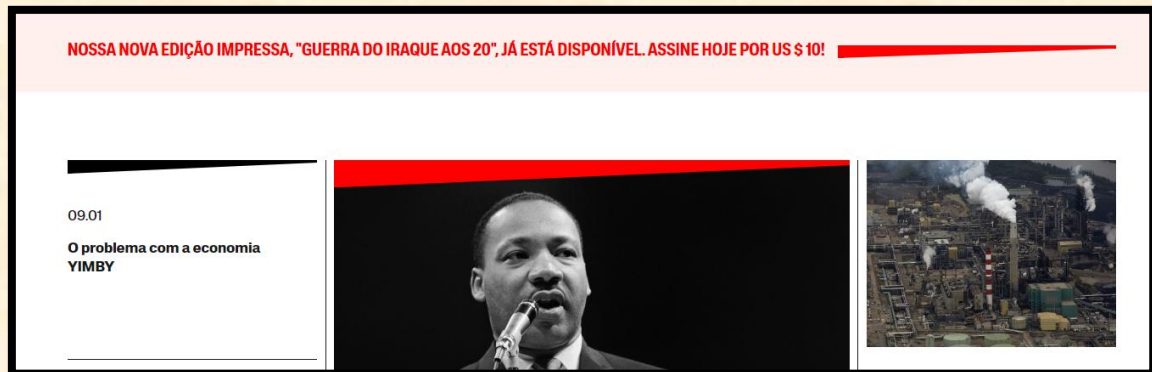 NOSSA NOVA EDIÇÃO IMPRESSA, "GUERRA DO IRAQUE AOS 20", JÁ ESTÁ DISPONÍVEL. ASSINE HOJE POR US $ 10!
09.01
O problema com a economia
YIMBY